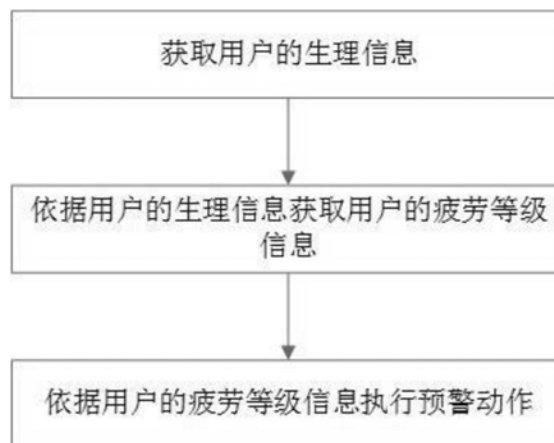 获取用户的生理信息
依据用户的生理信息获取用户的疲劳等级
信息
依据用户的疲劳等级信息执行预警动作